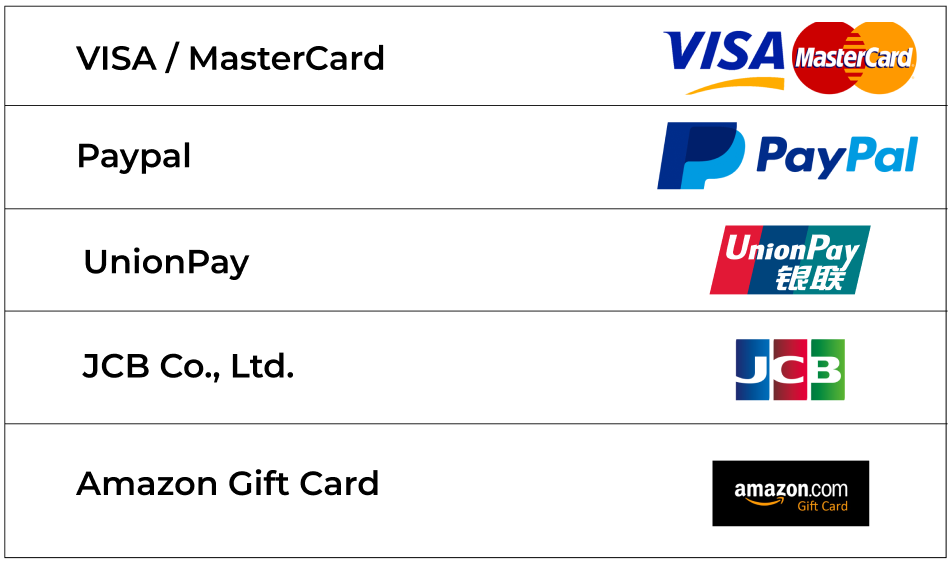 VISA / MasterCard
VISA MasterCard
Paypal
PayPal
UnionPay
UnionPay
银联
JCB Co., Ltd.
JCB
Amazon Gift Card
amazon.com
Gift Card